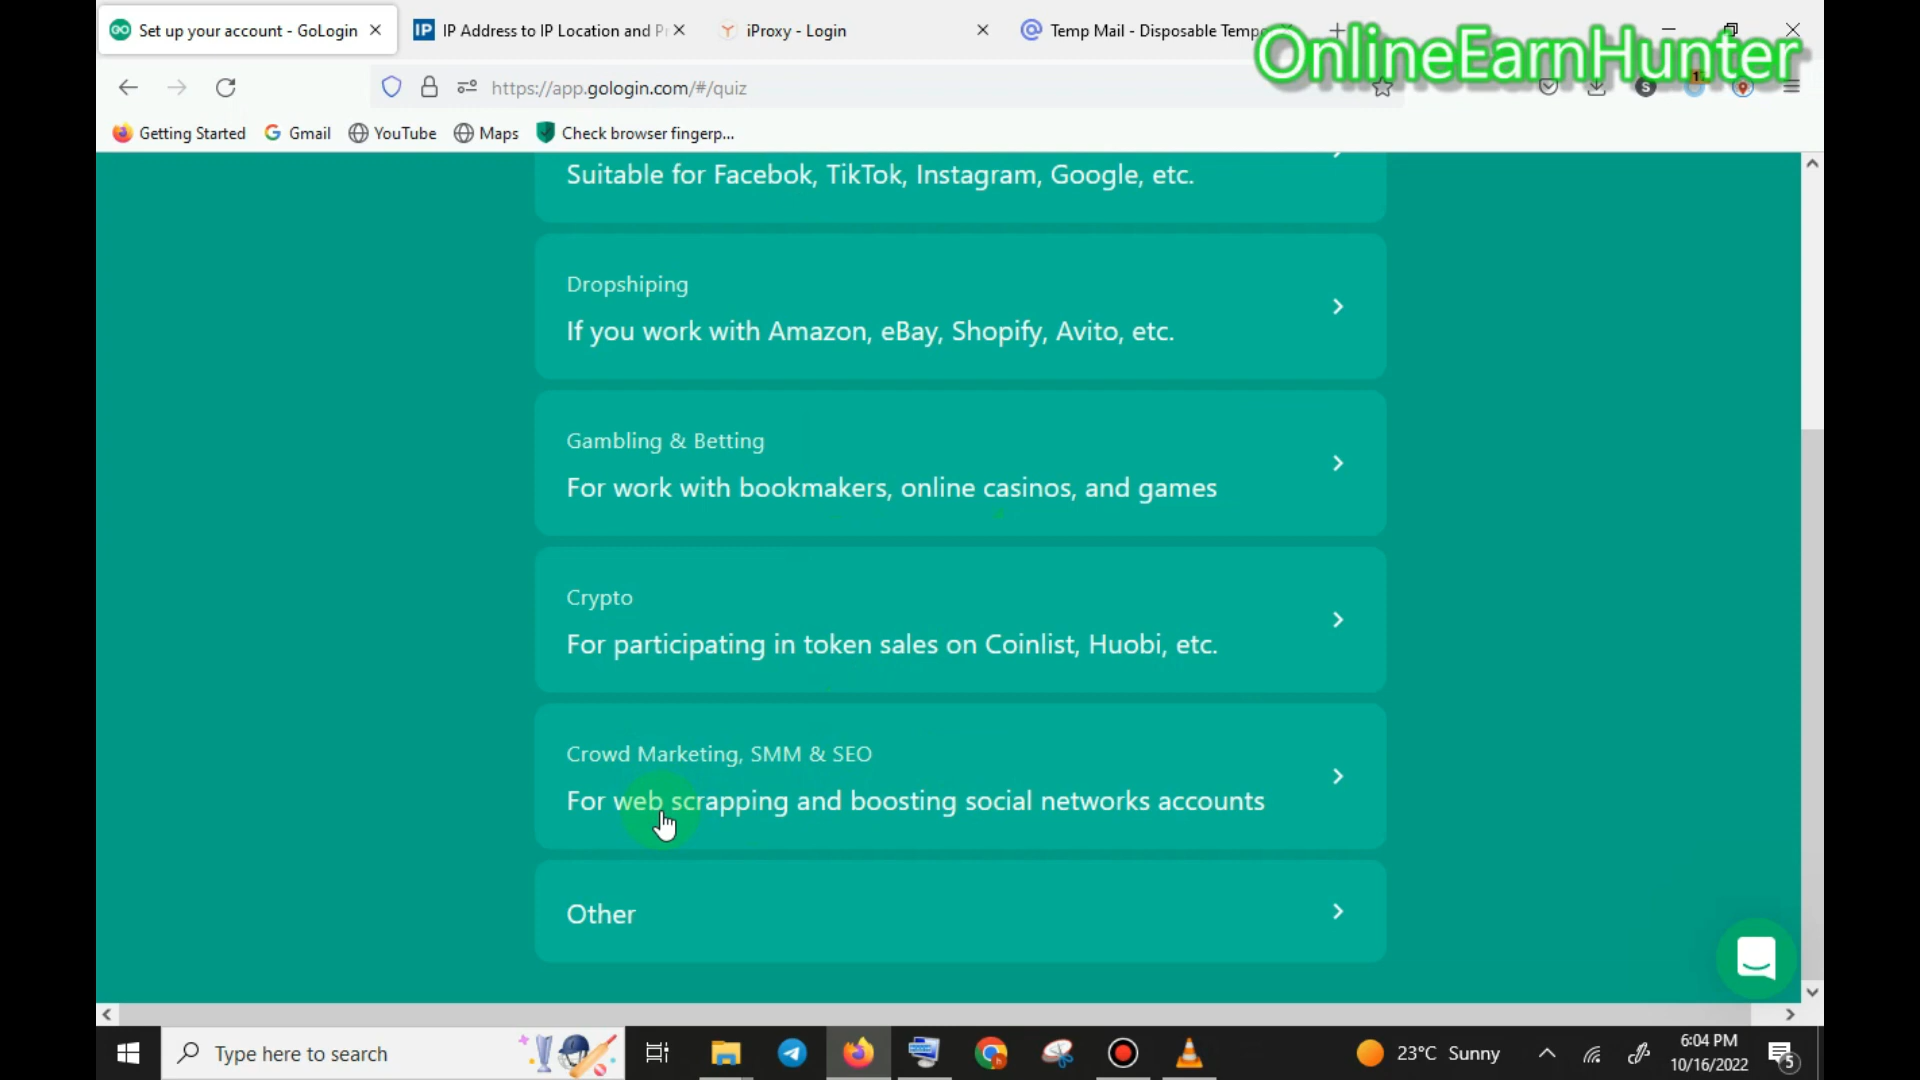 Set up your account - GoLogin
IP Address to IP Location and
iProxy - Login
Temp Mail - Disposable
OnlineEarnHunter
https://app.gologin.com/#/quiz
Getting Started
Gmail
YouTube
Maps
Check browser fingerp...
Suitable for Facebok, TikTok, Instagram, Google, etc.
Dropshiping
If you work with Amazon, eBay, Shopify, Avito, etc.
Gambling & Betting
For work with bookmakers, online casinos, and games
Crypto
For participating in token sales on Coinlist, Huobi, etc.
Crowd Marketing, SMM & SEO
For web scrapping and boosting social networks accounts
Other
Type here to search
23°C Sunny
6:04 PM
10/16/2022
5